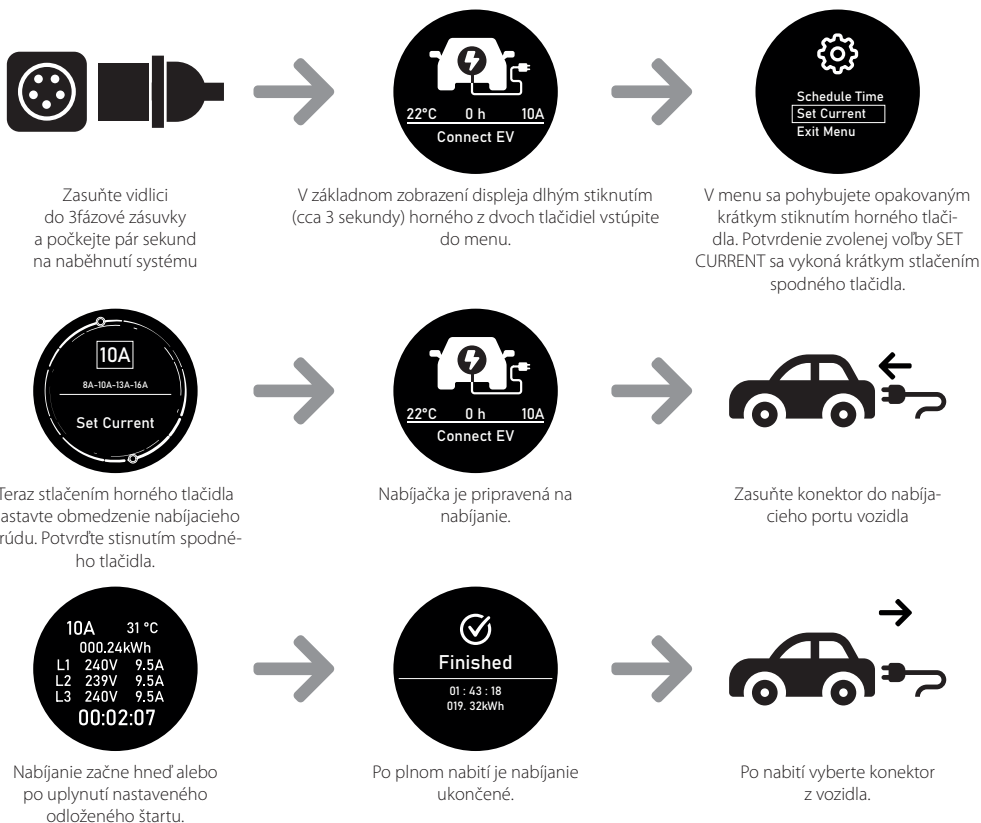 22°C 0 h 10A
Connect EV
Schedule Time
Set Current
Exit Menu
Zasuňte vidlici
do 3fázové zásuvky
a počkejte pár sekund
na naběhnutí systému
V základnom zobrazení displeja dlhým stiknutím
(cca 3 sekundy) horného z dvoch tlačidiel vstúpite
do menu.
V menu sa pohybujete opakovaným
krátkym stiknutím horného tlači-
dla. Potvrdenie zvolenej voľby SET
CURRENT sa vykoná krátkym stlačením
spodného tlačidla.
10A
8A-10A-13A-16A
Set Current
22°C 0 h 10A
Connect EV
Teraz stlačením horného tlačidla
astavte obmedzenie nabíjacieho
rúdu. Potvrďte stisnutím spodné-
ho tlačidla.
Nabíjačka je pripravená na
nabíjanie.
Zasuňte konektor do nabíja-
cieho portu vozidla
10A 31 °C
000.24kWh
L1 240V 9.5A
L2 239V 9.5A
L3 240V 9.5A
00:02:07
Finished
01 : 43 : 18
019. 32kWh
Nabíjanie začne hneď alebo
po uplynutí nastaveného
odloženého štartu.
Po plnom nabití je nabíjanie
ukončené.
Po nabití vyberte konektor
z vozidla.